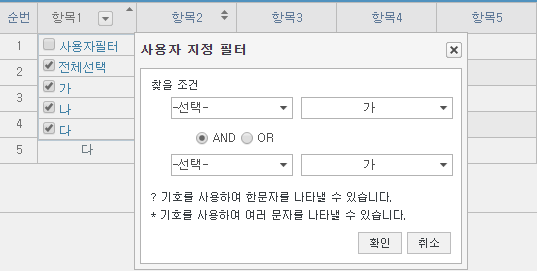 순번 항목1 항목2 항목3 항목4 항목5
1 사용자필터
2 전체선택
3 가
4 나
다
5 다
사용자 지정 필터
찾을 조건
-선택- 가
AND OR
-선택- 가
? 기호를 사용하여 한문자를 나타낼 수 있습니다.
* 기호를 사용하여 여러 문자를 나타낼 수 있습니다.
확인 취소